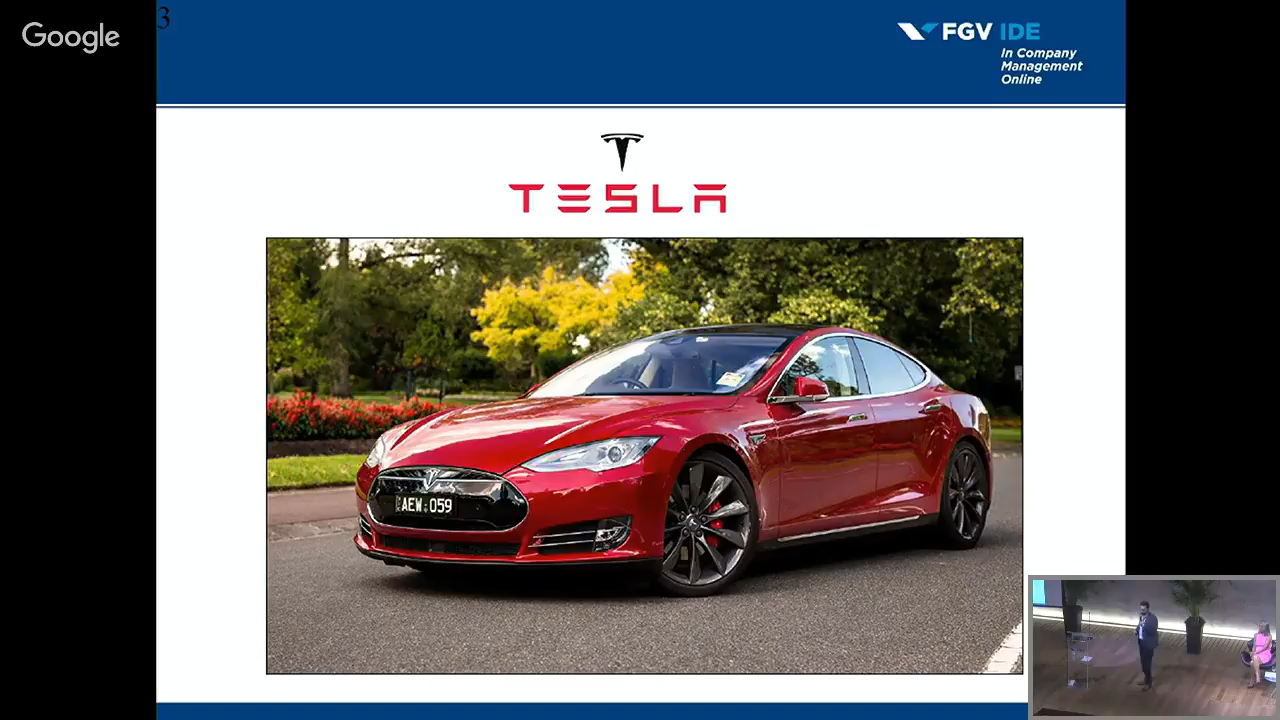 Google
3
FGV IDE
In Company
Management
Online
TESLA
AEW·059